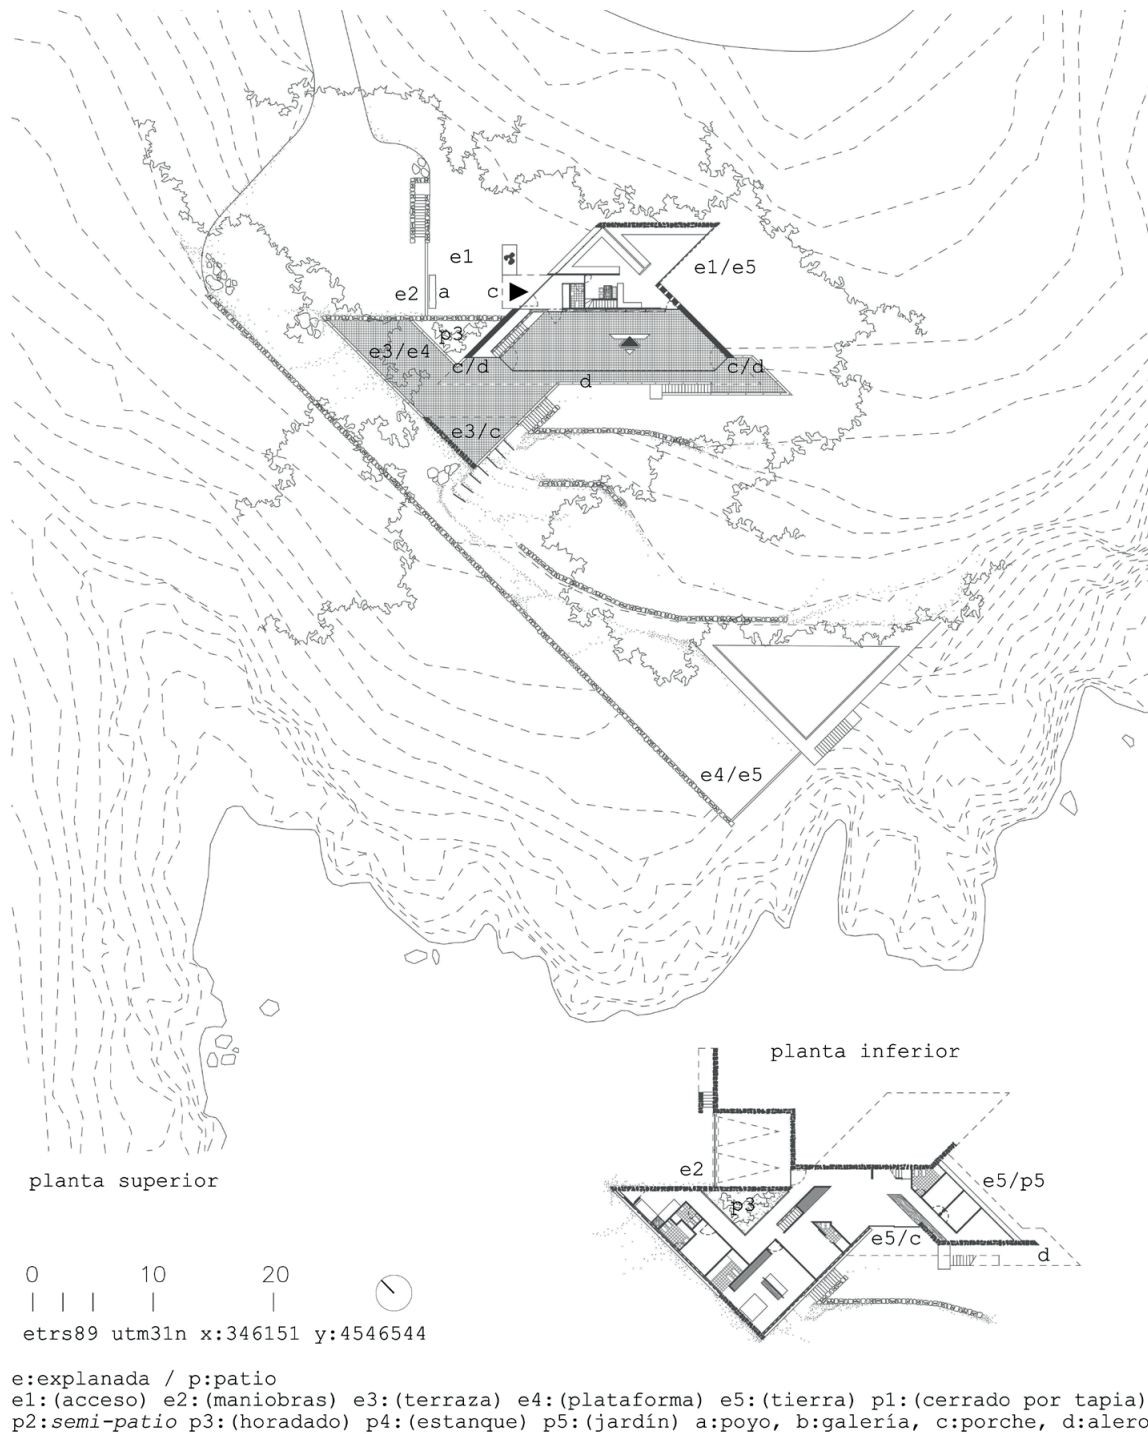 e1
e1/e5
e2
a
c
p3
e3/e4
c/d
c/d
d
e3/c
e4/e5
planta inferior
planta superior
e2
e5/p5
p3
e5/c
d
0 10 20
etrs89 utm31n x:346151 y:4546544
e:explanada / p:patio
e1:(acceso) e2:(maniobras) e3:(terraza) e4:(plataforma) e5:(tierra) p1:(cerrado por tapia)
p2:semi-patio p3:(horadado) p4:(estanque) p5:(jardín) a:poyo, b:galería, c:porche, d:alero